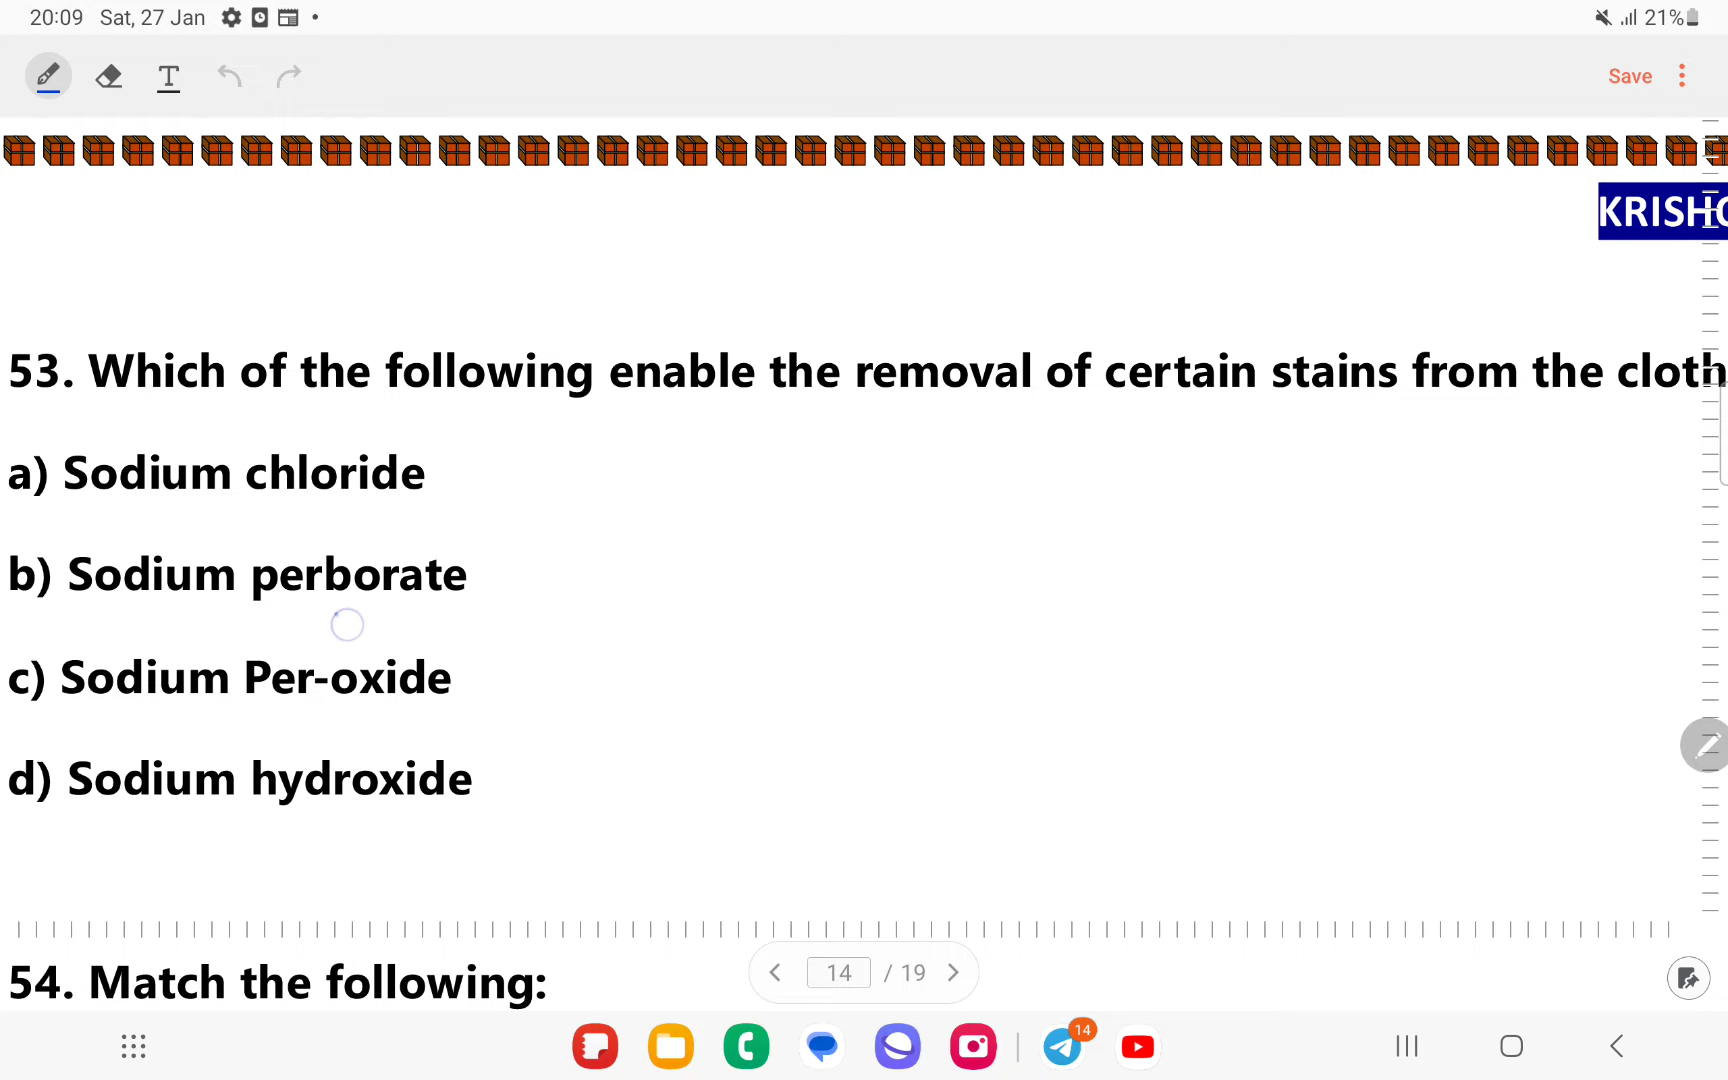 20:09 Sat, 27 Jan
21%
T
Save
KRISH
53. Which of the following enable the removal of certain stains from the cloth
a) Sodium chloride
b) Sodium perborate
c) Sodium Per-oxide
d) Sodium hydroxide
54. Match the following:
14 / 19
14